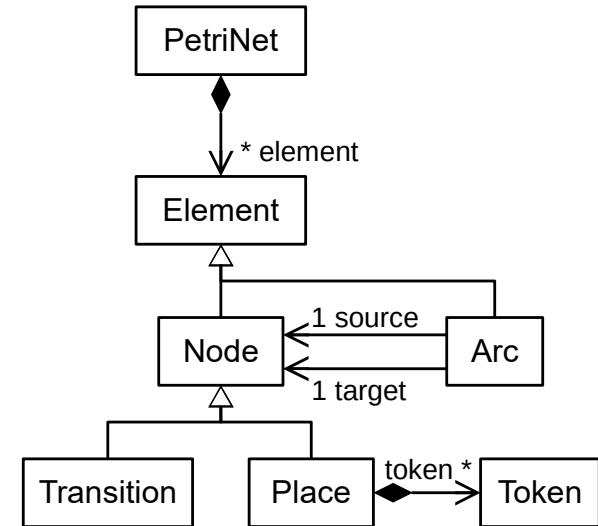 PetriNet
* element
Element
1 source
Node
Arc
1 target
Transition
Place
token *
Token